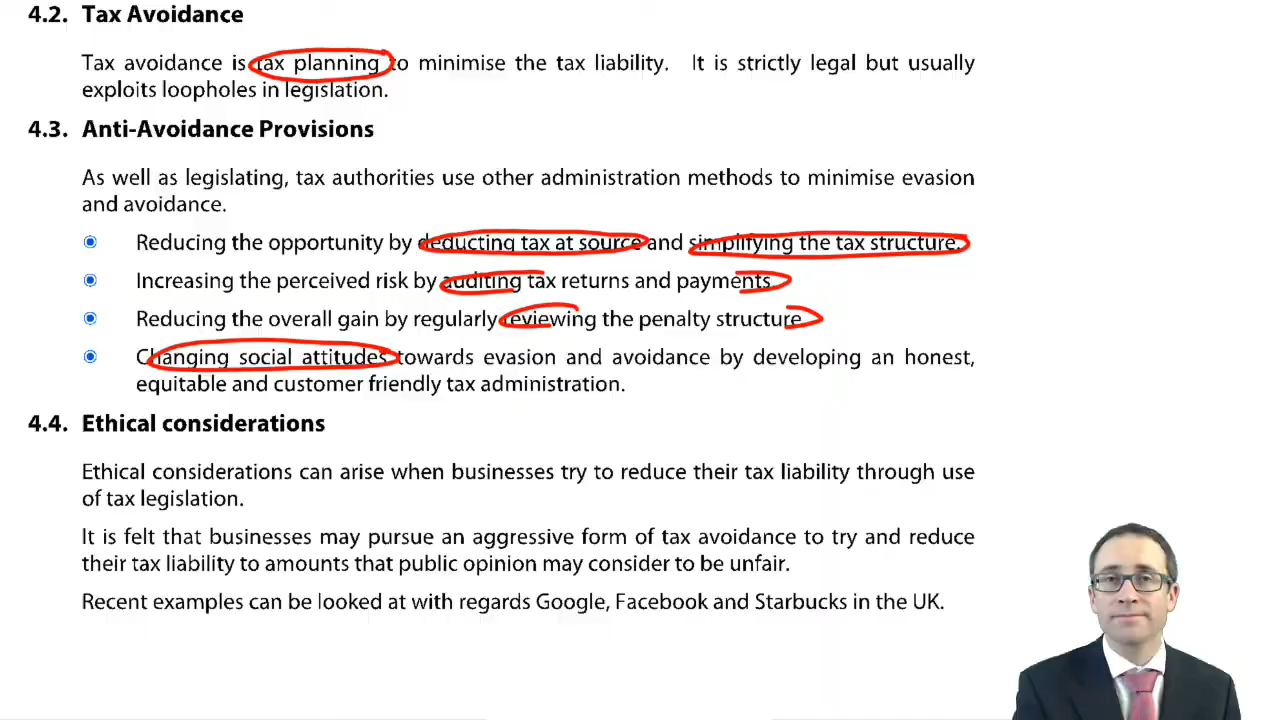 4.2. Tax Avoidance
Tax avoidance is tax planning to minimise the tax liability. It is strictly legal but usually
exploits loopholes in legislation.
4.3. Anti-Avoidance Provisions
As well as legislating, tax authorities use other administration methods to minimise evasion
and avoidance.
Reducing the opportunity by deducting tax at source and simplifying the tax structure.
Increasing the perceived risk by auditing tax returns and payments.
Reducing the overall gain by regularly reviewing the penalty structure.
Changing social attitudes towards evasion and avoidance by developing an honest,
equitable and customer friendly tax administration.
4.4. Ethical considerations
Ethical considerations can arise when businesses try to reduce their tax liability through use
of tax legislation.
It is felt that businesses may pursue an aggressive form of tax avoidance to try and reduce
their tax liability to amounts that public opinion may consider to be unfair.
Recent examples can be looked at with regards Google, Facebook and Starbucks in the UK.